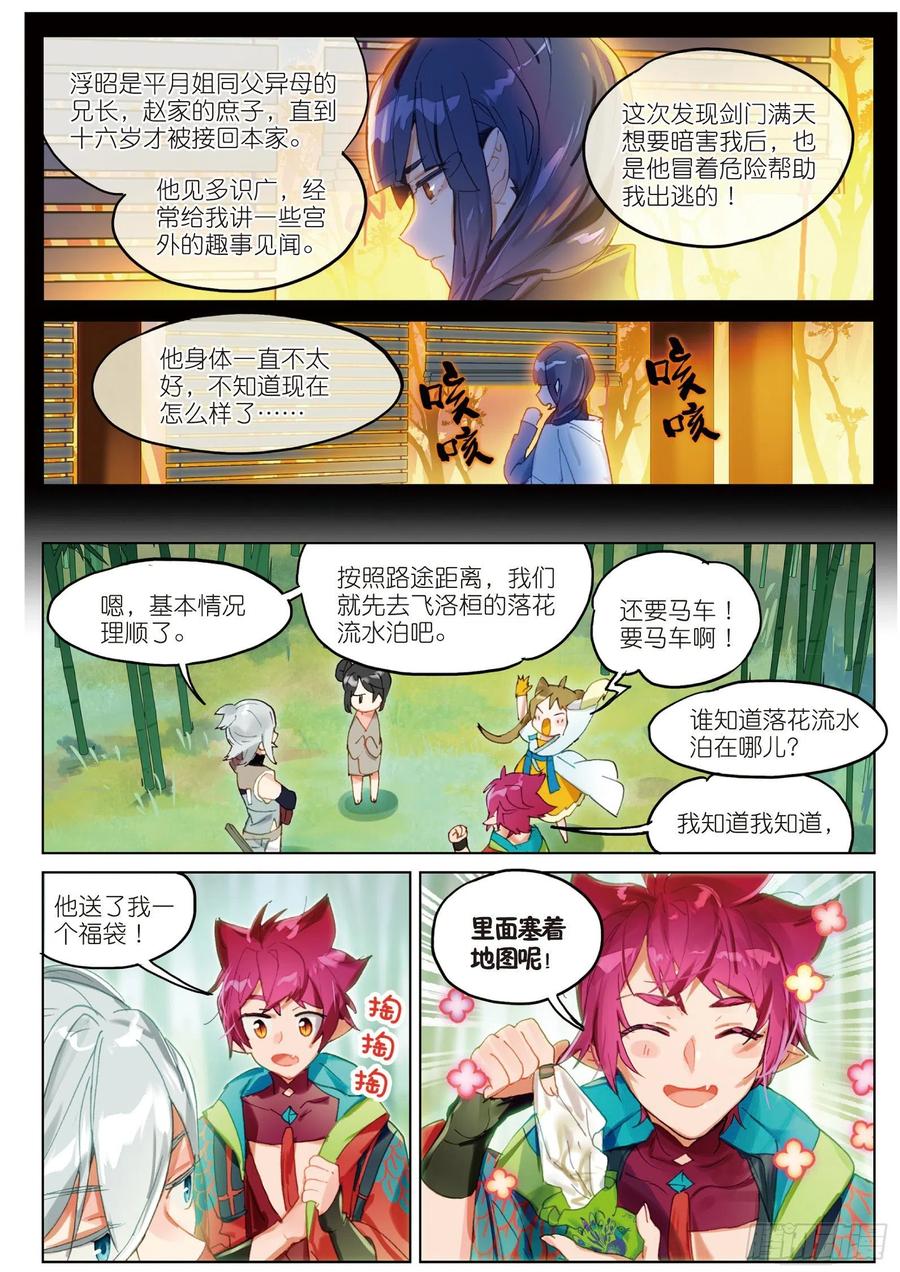 浮昭是平月姐同父异母的
兄长，赵家的庶子，直到
十六岁才被接回本家。
他见多识广，经
常给我讲一些宫
外的趣事见闻。
这次发现剑门满天
想要暗害我后，也
是他冒着危险帮助
我出逃的！
他身体一直不太
好，不知道现在
怎么样了……
咳
咳
咳
咳
嗯，基本情况
理顺了。
按照路途距离，我们
就先去飞洛桓的落花
流水泊吧。
还要马车！
要马车啊！
谁知道落花流水
泊在哪儿？
我知道我知道，
他送了我一
个福袋！
掏
掏
掏
里面塞着
地图呢！